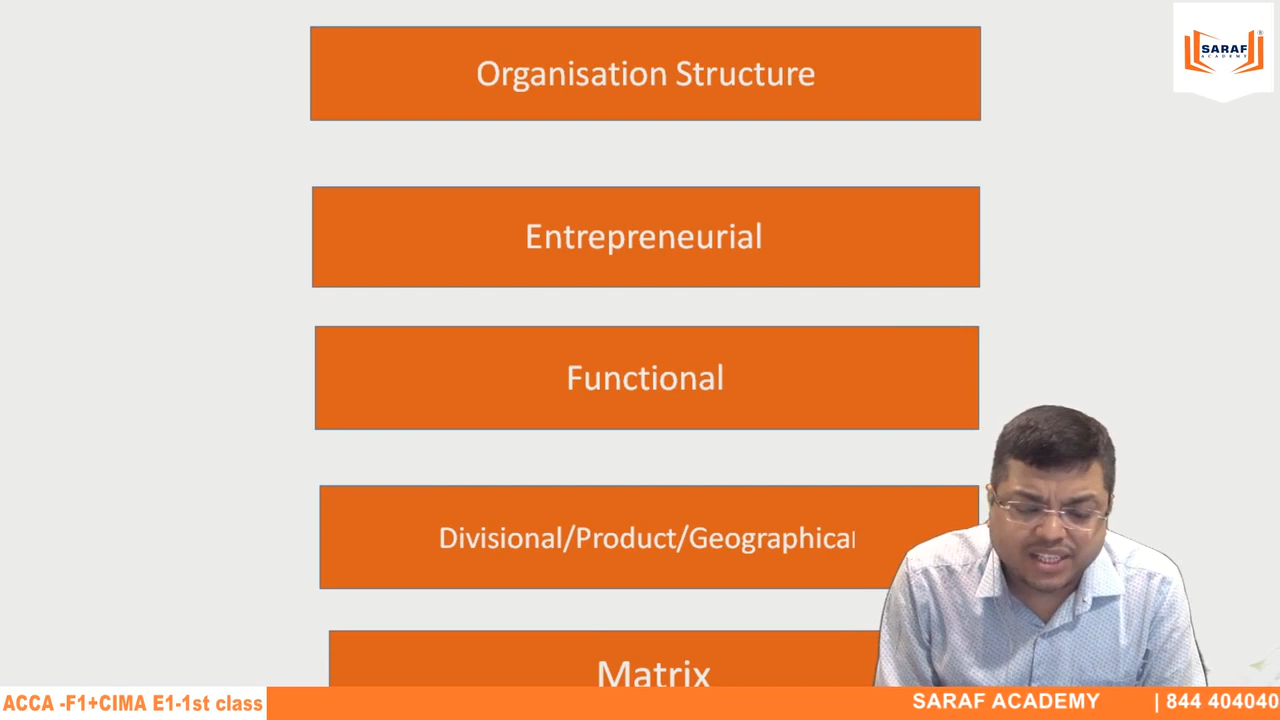 Organisation Structure
SARAF
ACADEMY
Entrepreneurial
Functional
Divisional/Product/Geographical
Matrix
ACCA -F1+CIMA E1-1st class
SARAF ACADEMY | 844 404040